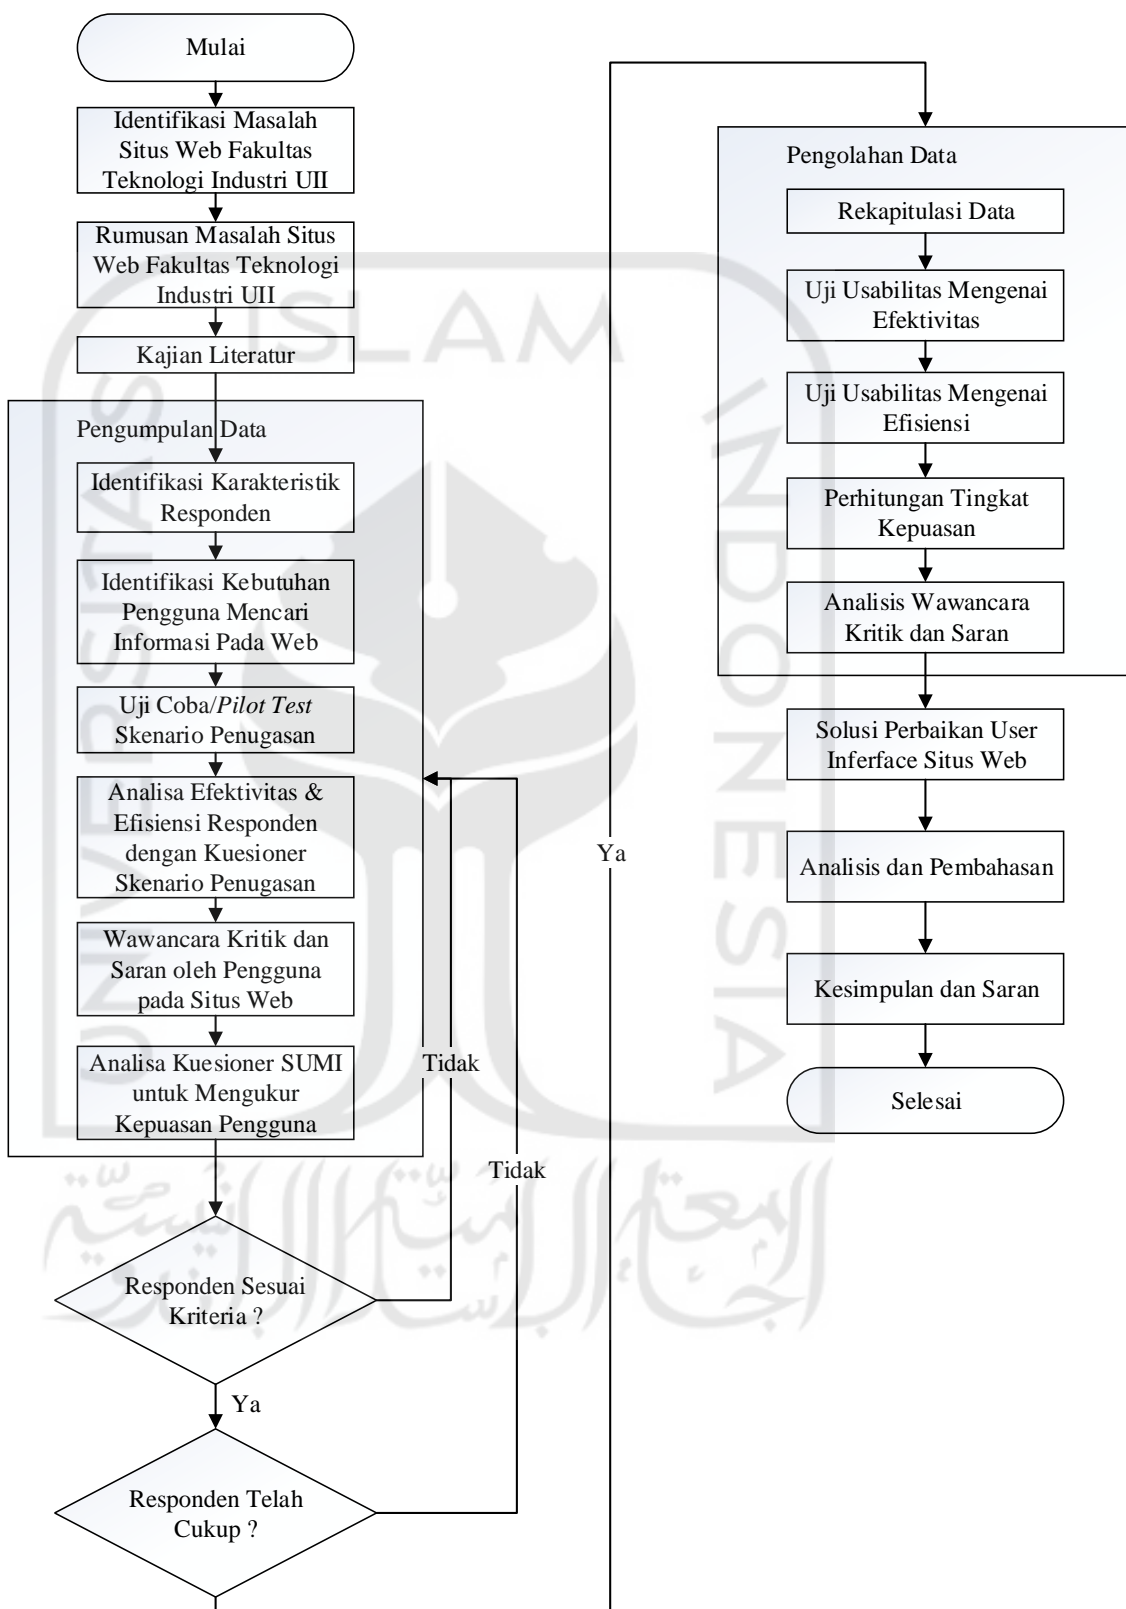 Mulai
Identifikasi Masalah
Situs Web Fakultas
Teknologi Industri UII
Rumusan Masalah Situs
Web Fakultas Teknologi
Industri UII
Kajian Literatur
Pengumpulan Data
Identifikasi Karakteristik
Responden
Identifikasi Kebutuhan
Pengguna Mencari
Informasi Pada Web
Uji Coba/Pilot Test
Skenario Penugasan
Analisa Efektivitas &
Efisiensi Responden
dengan Kuesioner
Skenario Penugasan
Wawancara Kritik dan
Saran oleh Pengguna
pada Situs Web
Analisa Kuesioner SUMI
untuk Mengukur
Kepuasan Pengguna
Tidak
Tidak
Responden Sesuai
Kriteria ?
Ya
Responden Telah
Cukup ?
Ya
Pengolahan Data
Rekapitulasi Data
Uji Usabilitas Mengenai
Efektivitas
Uji Usabilitas Mengenai
Efisiensi
Perhitungan Tingkat
Kepuasan
Analisis Wawancara
Kritik dan Saran
Solusi Perbaikan User
Inferface Situs Web
Analisis dan Pembahasan
Kesimpulan dan Saran
Selesai
UNIVERSITAS
ISLAM
INDONESIA